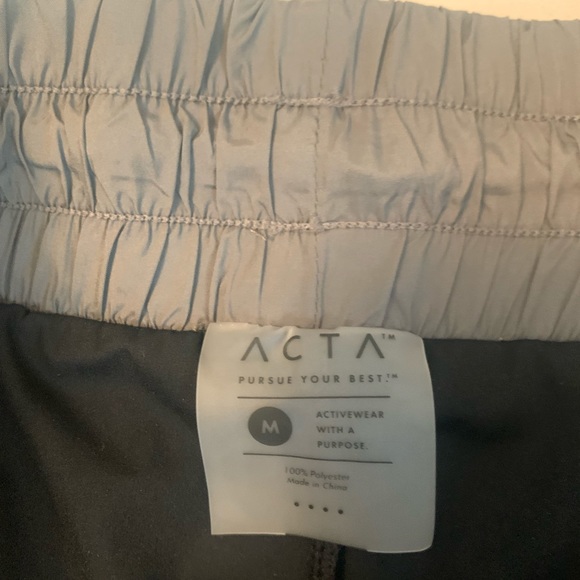 ACTA™
PURSUE YOUR BEST.™
M
ACTIVEWEAR
WITH A
PURPOSE.
100% Polyester
Made in China